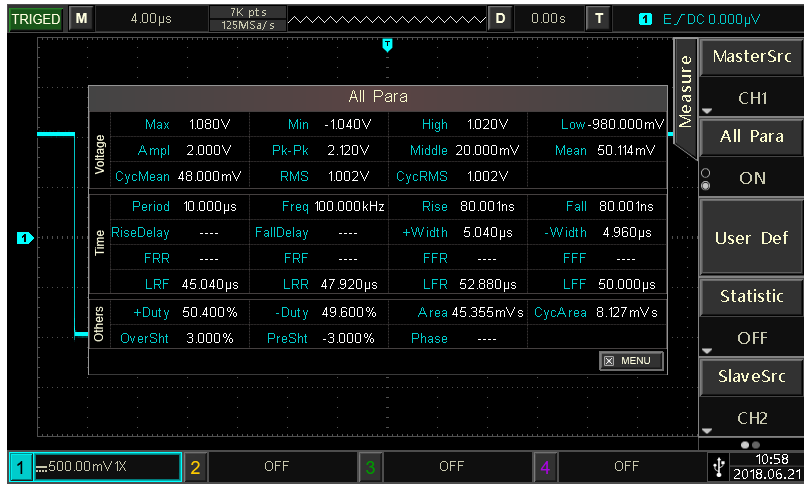 TRIGED M 4.00µs 7K pts D 0.00s T 1 E DC 0.000µV
125MSa/s
T
Measure
MasterSrc
CH1
All Para
ON
User Def
Statistic
OFF
SlaveSrc
CH2
All Para
Voltage
Max 1.080V Min -1.040V High 1.020V Low -980.000mV
Ampl 2.000V Pk-Pk 2.120V Middle 20.000mV Mean 50.114mV
CycMean 48.000mV RMS 1.002V CycRMS 1.002V
Time
Period 10.000µs Freq 100.000kHz Rise 80.001ns Fall 80.001ns
RiseDelay ---- FallDelay ---- +Width 5.040µs -Width 4.960µs
FRR ---- FRF ---- FFR ---- FFF ----
LRF 45.040µs LRR 47.920µs LFR 52.880µs LFF 50.000µs
Others
+Duty 50.400% -Duty 49.600% Area 45.355mVs CycArea 8.127mVs
OverSht 3.000% PreSht -3.000% Phase ----
MENU
1
1 500.00mV 1X 2 OFF 3 OFF 4 OFF
10:58
2018.06.21